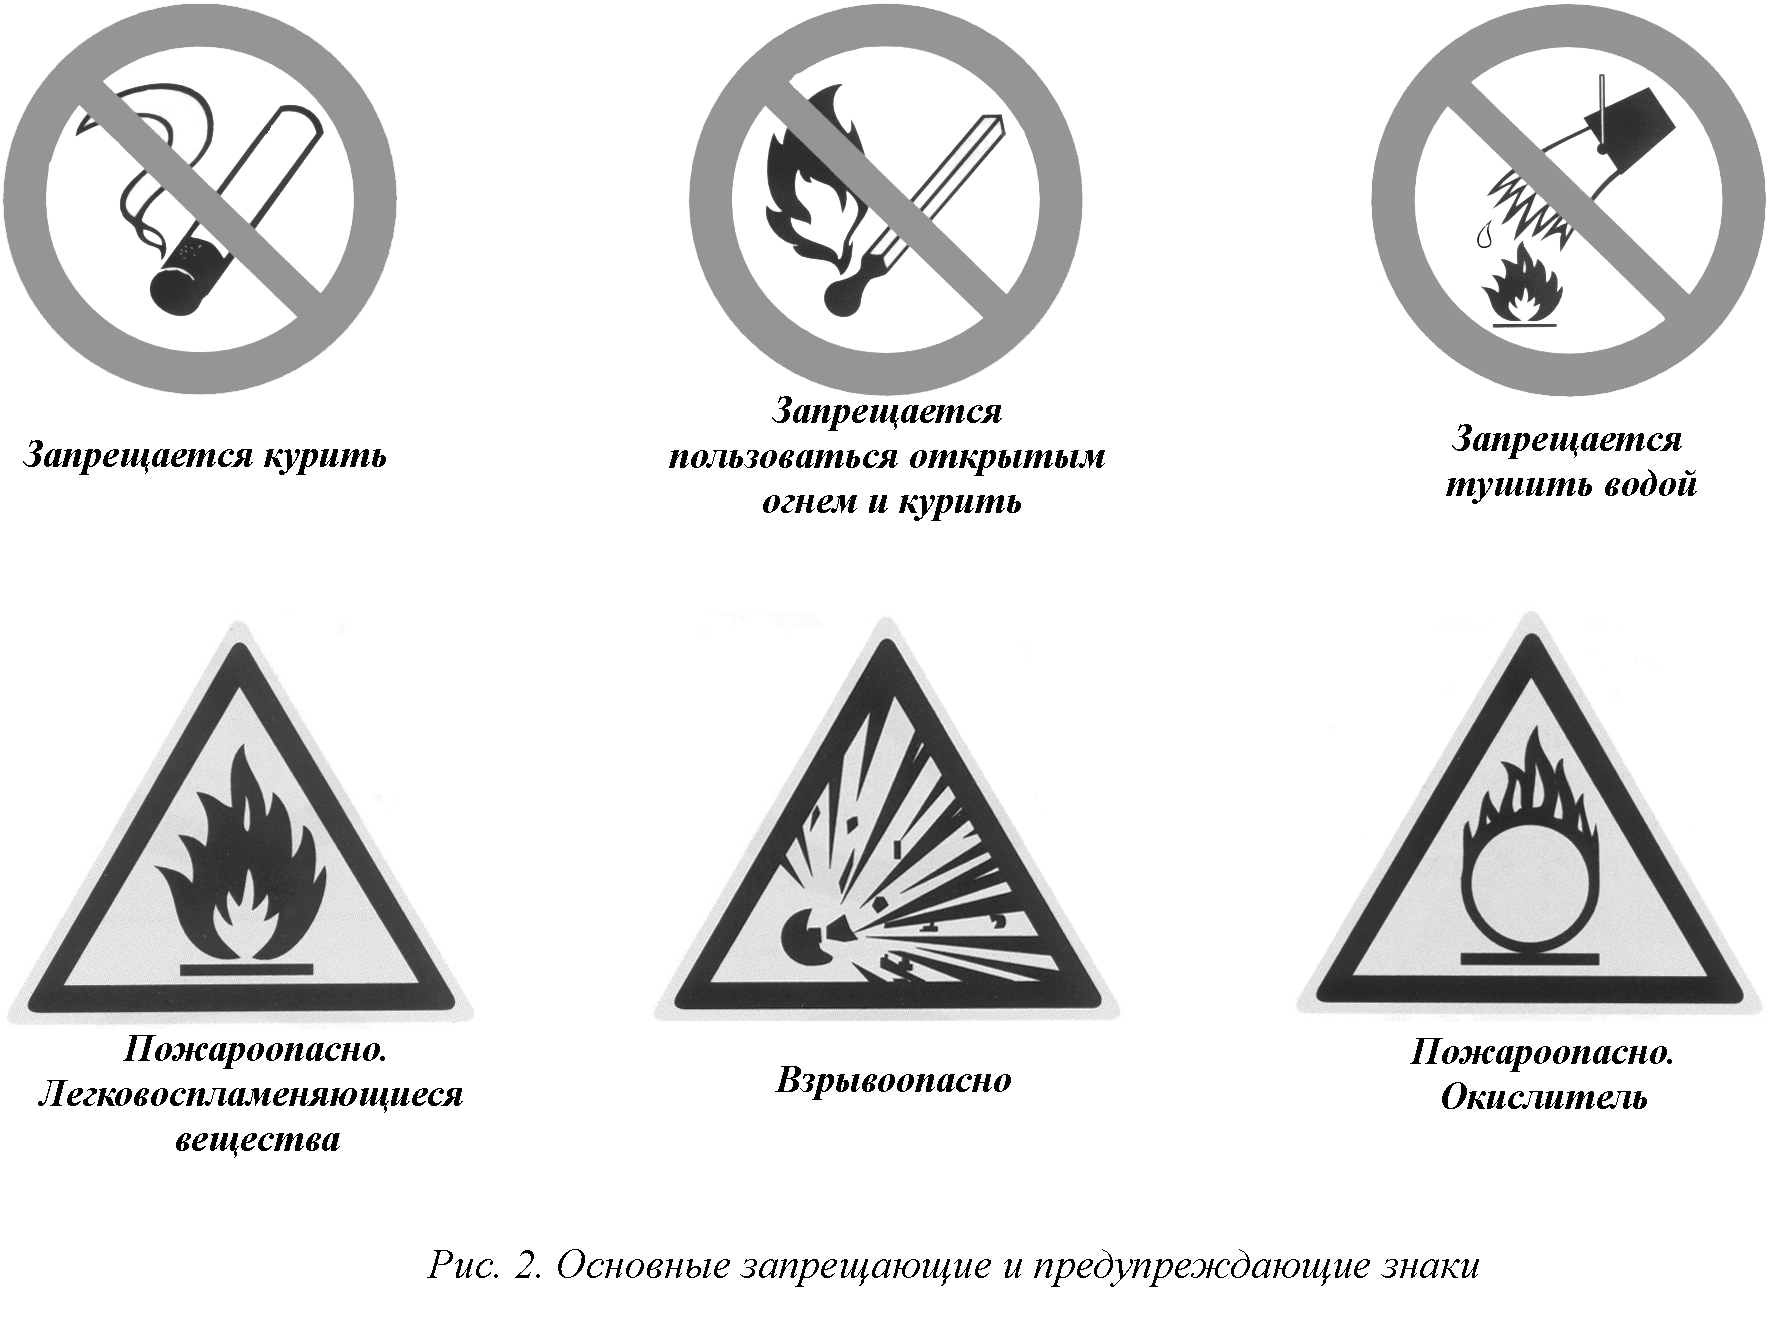 Запрещается курить
Запрещается
пользоваться открытым
огнем и курить
Запрещается
тушить водой
Пожароопасно.
Легковоспламеняющиеся
вещества
Взрывоопасно
Пожароопасно.
Окислитель
Рис. 2. Основные запрещающие и предупреждающие знаки